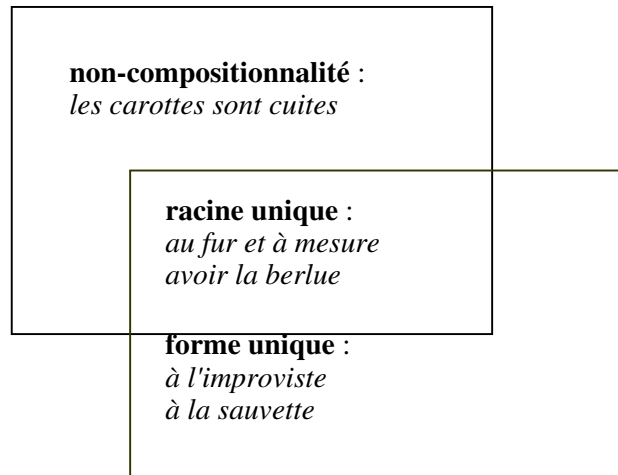 non-compositionnalité :
les carottes sont cuites
racine unique :
au fur et à mesure
avoir la berlue
forme unique :
à l'improviste
à la sauvette